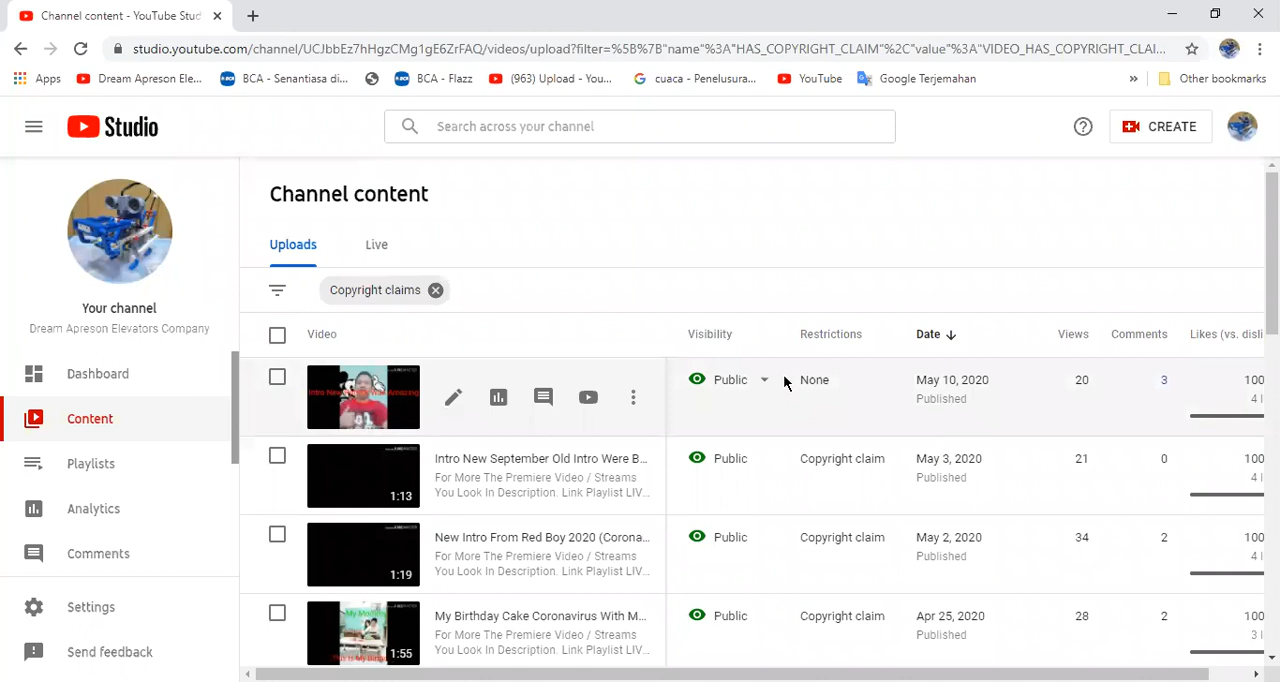 Channel content - YouTube Stud
studio.youtube.com/channel/UCJbbEz7hHgzCMg1gE6ZrFAQ/videos/upload?filter=%5B%7B"name"%3A"HAS_COPYRIGHT_CLAIM"%2C"value"%3A"VIDEO_HAS_COPYRIGHT_CLAI...
Apps Dream Apreson Ele... BCA - Senantiasa di... BCA - Flazz (963) Upload - You... cuaca - Penelusura... YouTube Google Terjemahan » Other bookmarks
Studio Search across your channel CREATE
Channel content
Uploads Live
Copyright claims
Your channel
Dream Apreson Elevators Company
Dashboard
Content
Playlists
Analytics
Comments
Settings
Send feedback
Video Visibility Restrictions Date Views Comments Likes (vs. disli
Public None May 10, 2020 20 3 100
Published 4 l
Intro New September Old Intro Were B... Public Copyright claim May 3, 2020 21 0 100
For More The Premiere Video / Streams Published 4 l
You Look In Description. Link Playlist LIV...
1:13
New Intro From Red Boy 2020 (Corona... Public Copyright claim May 2, 2020 34 2 100
For More The Premiere Video / Streams Published 4 l
You Look In Description. Link Playlist LIV...
1:19
My Birthday Cake Coronavirus With M... Public Copyright claim Apr 25, 2020 28 2 100
For More The Premiere Video / Streams Published 3 l
You Look In Description. Link Playlist LIV...
1:55